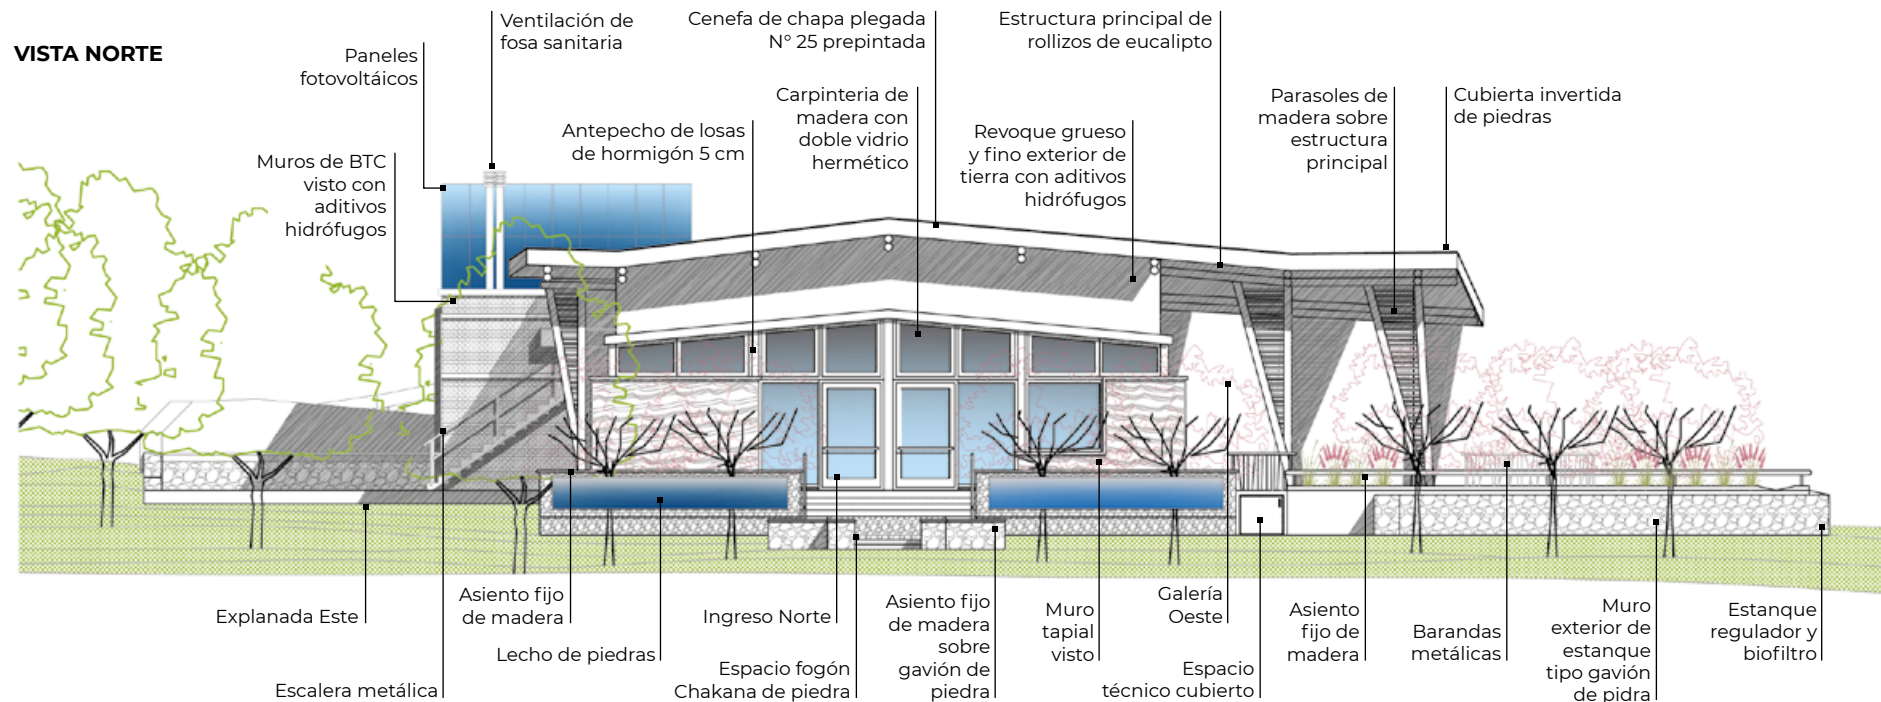 VISTA NORTE
Paneles
fotovoltáicos
Ventilación de
fosa sanitaria
Cenefa de chapa plegada
N° 25 prepintada
Estructura principal de
rollizos de eucalipto
Muros de BTC
visto con
aditivos
hidrófugos
Antepecho de losas
de hormigón 5 cm
Carpinteria de
madera con
doble vidrio
hermético
Revoque grueso
y fino exterior de
tierra con aditivos
hidrófugos
Parasoles de
madera sobre
estructura
principal
Cubierta invertida
de piedras
Explanada Este
Escalera metálica
Asiento fijo
de madera
Lecho de piedras
Ingreso Norte
Espacio fogón
Chakana de piedra
Asiento fijo
de madera
sobre
gavión de
piedra
Muro
tapial
visto
Galería
Oeste
Espacio
técnico cubierto
Asiento
fijo de
madera
Barandas
metálicas
Muro
exterior de
estanque
tipo gavión
de pidra
Estanque
regulador y
biofiltro